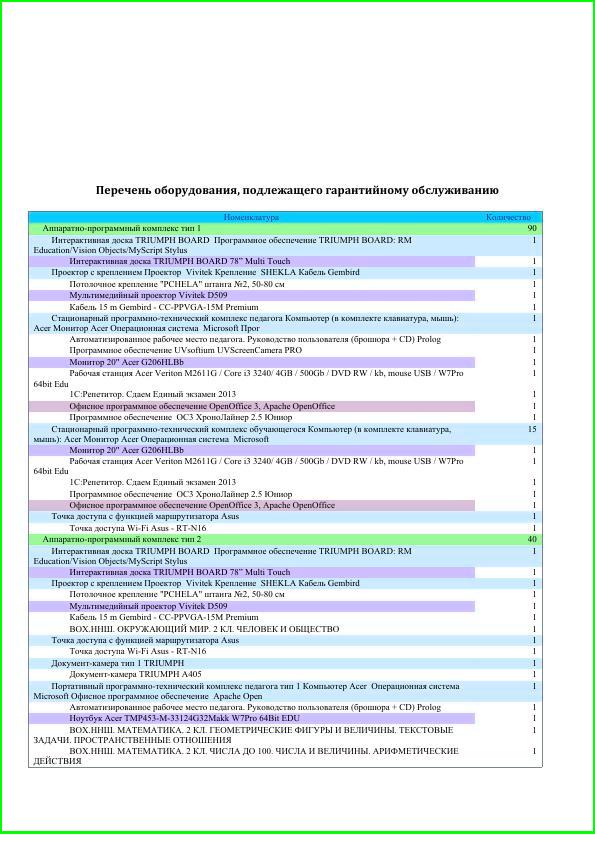 Перечень оборудования, подлежащего гарантийному обслуживанию
Номенклатура Количество
Аппаратно-программный комплекс тип 1 90
Интерактивная доска TRIUMPH BOARD Программное обеспечение TRIUMPH BOARD: RM 1
Education/Vision Objects/MyScript Stylus
Интерактивная доска TRIUMPH BOARD 78" Multi Touch 1
Проектор с креплением Проектор Vivitek Крепление SHEKLA Кабель Gembird 1
Потолочное крепление "PCHELA" штанга №2, 50-80 см 1
Мультимедийный проектор Vivitek D509 1
Кабель 15 m Gembird - CC-PPVGA-15M Premium 1
Стационарный программно-технический комплекс педагога Компьютер (в комплекте клавиатура, мышь): 1
Acer Монитор Acer Операционная система Microsoft Прог
Автоматизированное рабочее место педагога. Руководство пользователя (брошюра + CD) Prolog 1
Программное обеспечение UVsoftium UVScreenCamera PRO 1
Монитор 20" Acer G206HLBb 1
Рабочая станция Acer Veriton M2611G / Core i3 3240/ 4GB / 500Gb / DVD RW / kb, mouse USB / W7Pro 1
64bit Edu
1С:Репетитор. Сдаем Единый экзамен 2013 1
Офисное программное обеспечение OpenOffice 3, Apache OpenOffice 1
Программное обеспечение ОС3 ХроноЛайнер 2.5 Юниор 1
Стационарный программно-технический комплекс обучающегося Компьютер (в комплекте клавиатура, 15
мышь): Acer Монитор Acer Операционная система Microsoft
Монитор 20" Acer G206HLBb 1
Рабочая станция Acer Veriton M2611G / Core i3 3240/ 4GB / 500Gb / DVD RW / kb, mouse USB / W7Pro 1
64bit Edu
1С:Репетитор. Сдаем Единый экзамен 2013 1
Программное обеспечение ОС3 ХроноЛайнер 2.5 Юниор 1
Офисное программное обеспечение OpenOffice 3, Apache OpenOffice 1
Точка доступа с функцией маршрутизатора Asus 1
Точка доступа Wi-Fi Asus - RT-N16 1
Аппаратно-программный комплекс тип 2 40
Интерактивная доска TRIUMPH BOARD Программное обеспечение TRIUMPH BOARD: RM 1
Education/Vision Objects/MyScript Stylus
Интерактивная доска TRIUMPH BOARD 78" Multi Touch 1
Проектор с креплением Проектор Vivitek Крепление SHEKLA Кабель Gembird 1
Потолочное крепление "PCHELA" штанга №2, 50-80 см 1
Мультимедийный проектор Vivitek D509 1
Кабель 15 m Gembird - CC-PPVGA-15M Premium 1
ВОХ.ННШ. ОКРУЖАЮЩИЙ МИР. 2 КЛ. ЧЕЛОВЕК И ОБЩЕСТВО 1
Точка доступа с функцией маршрутизатора Asus 1
Точка доступа Wi-Fi Asus - RT-N16 1
Документ-камера тип 1 TRIUMPH 1
Документ-камера TRIUMPH A405 1
Портативный программно-технический комплекс педагога тип 1 Компьютер Acer Операционная система 1
Microsoft Офисное программное обеспечение Apache Open
Автоматизированное рабочее место педагога. Руководство пользователя (брошюра + CD) Prolog 1
Ноутбук Acer TMP453-M-33124G32Makk W7Pro 64Bit EDU 1
ВОХ.ННШ. МАТЕМАТИКА. 2 КЛ. ГЕОМЕТРИЧЕСКИЕ ФИГУРЫ И ВЕЛИЧИНЫ. ТЕКСТОВЫЕ 1
ЗАДАЧИ. ПРОСТРАНСТВЕННЫЕ ОТНОШЕНИЯ
ВОХ.ННШ. МАТЕМАТИКА. 2 КЛ. ЧИСЛА ДО 100. ЧИСЛА И ВЕЛИЧИНЫ. АРИФМЕТИЧЕСКИЕ 1
ДЕЙСТВИЯ